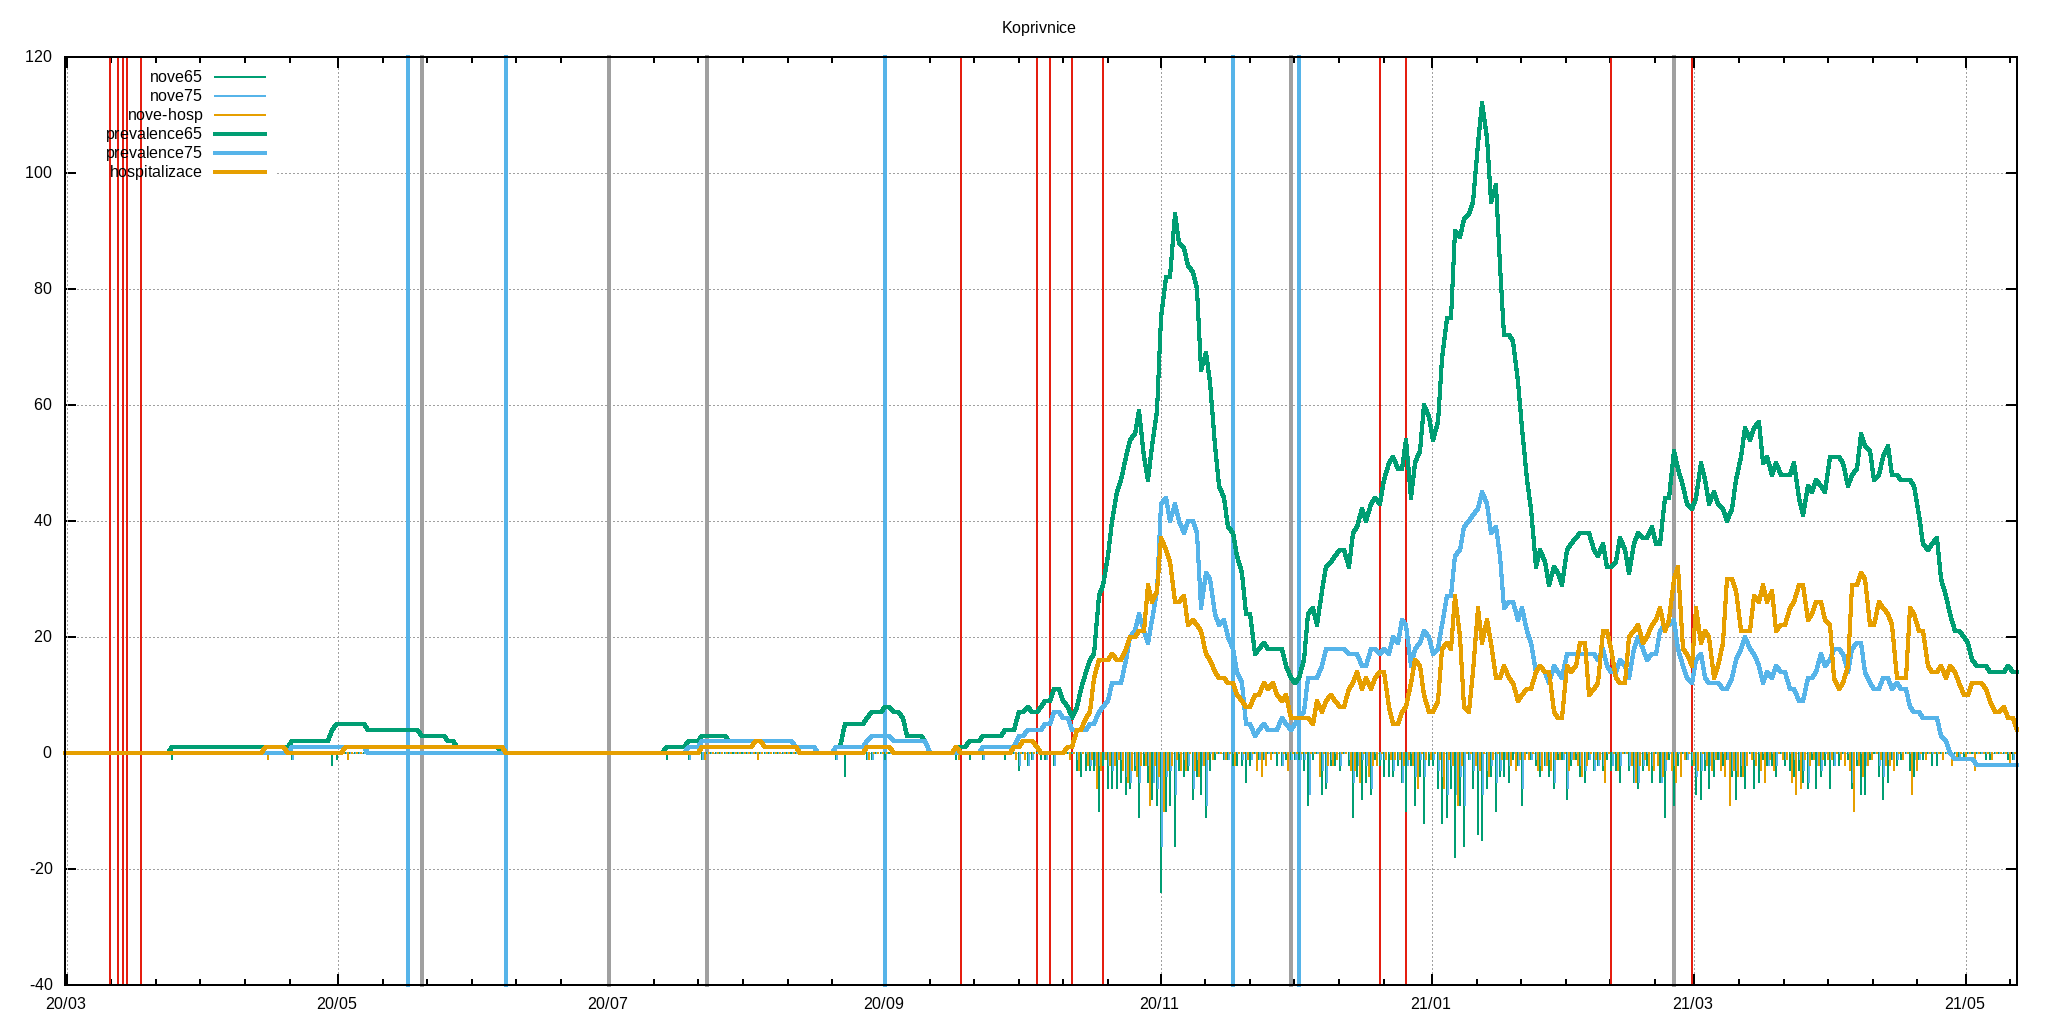 Koprivnice
120
100
80
60
40
20
0
-20
-40
nove65
nove75
nove-hosp
prevalence65
prevalence75
hospitalizace
20/03 20/05 20/07 20/09 20/11 21/01 21/03 21/05